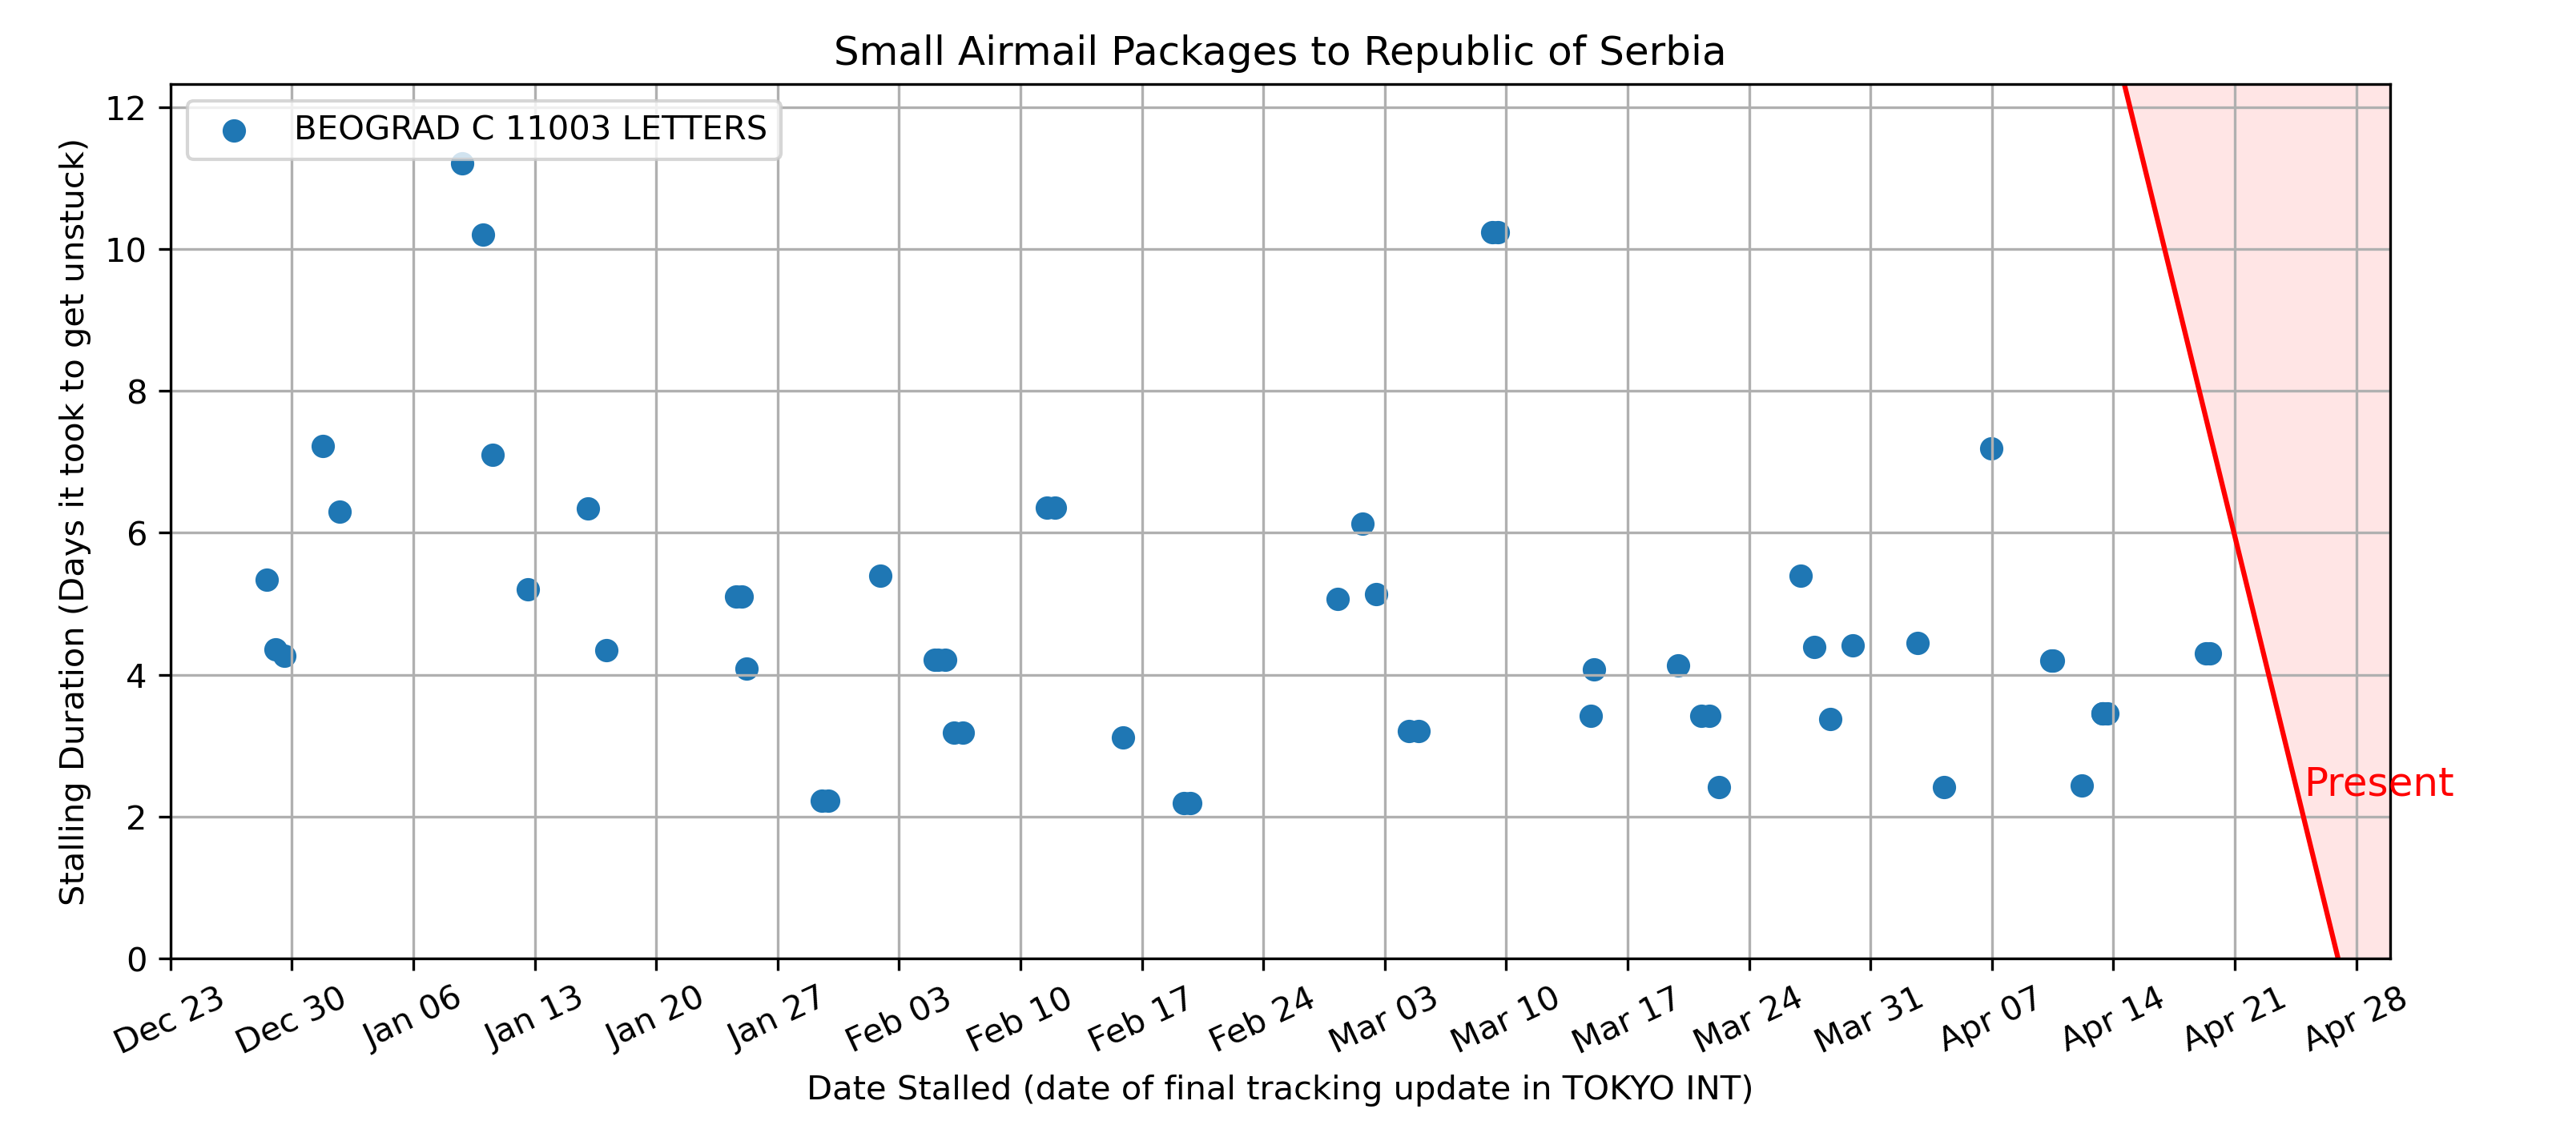 Small Airmail Packages to Republic of Serbia
BEOGRAD C 11003 LETTERS
Stalling Duration (Days it took to get unstuck)
12
10
8
6
4
2
0
Present
Dec 23
Dec 30
Jan 06
Jan 13
Jan 20
Jan 27
Feb 03
Feb 10
Feb 17
Feb 24
Mar 03
Mar 10
Mar 17
Mar 24
Mar 31
Apr 07
Apr 14
Apr 21
Apr 28
Date Stalled (date of final tracking update in TOKYO INT)